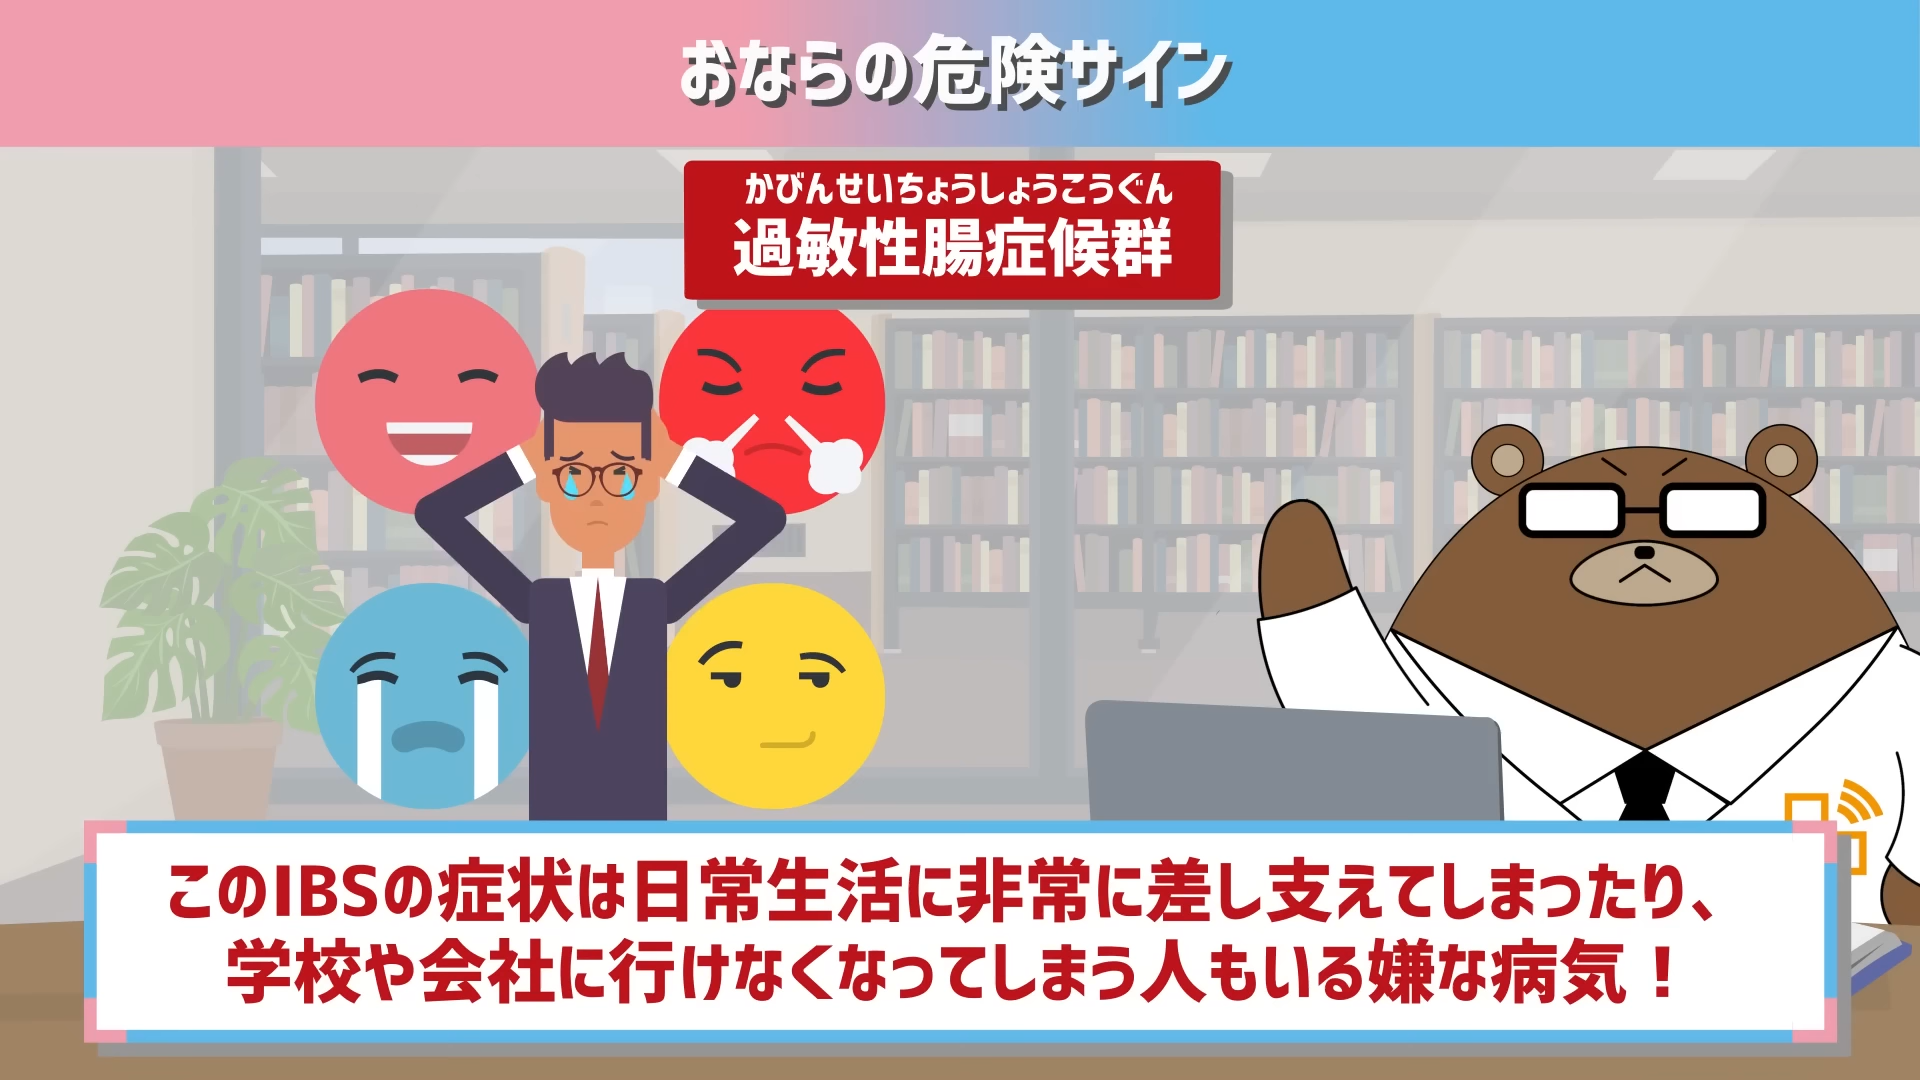 おならの危険サイン
かびんせいちょうしょうこうぐん
過敏性腸症候群
このIBSの症状は日常生活に非常に差し支えてしまったり、
学校や会社に行けなくなってしまう人もいる嫌な病気！